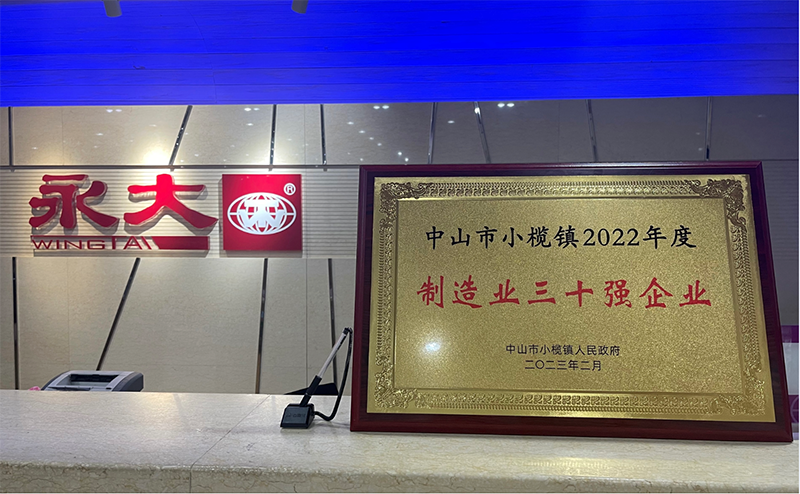 永大
WINGTAI
®
中山市小榄镇2022年度
制造业三十强企业
中山市小榄镇人民政府
二〇二三年二月